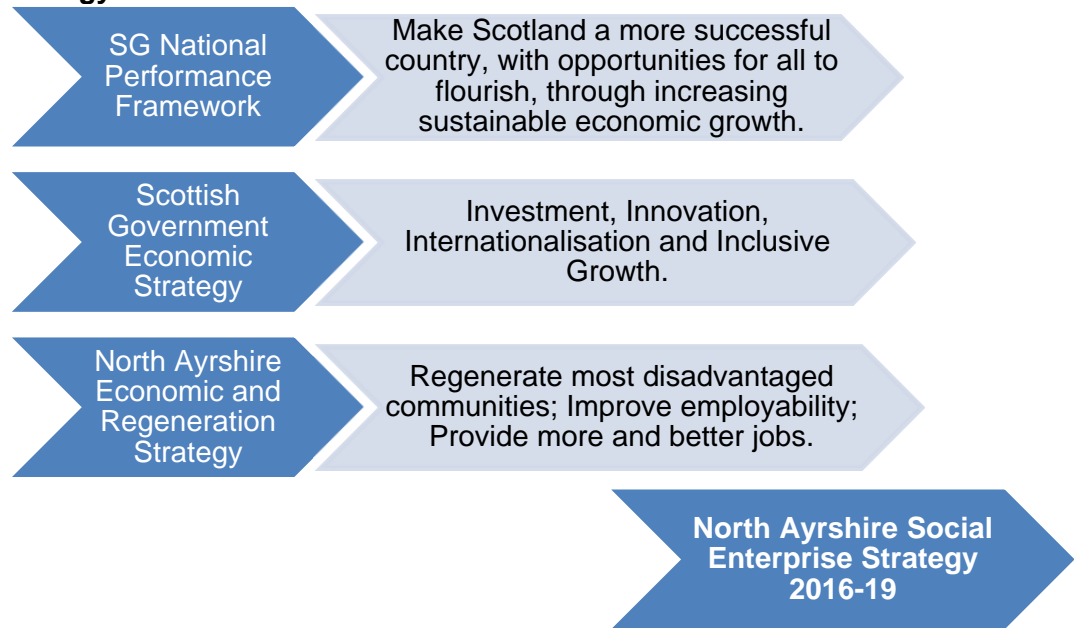 SG National
Performance
Framework
Make Scotland a more successful
country, with opportunities for all to
flourish, through increasing
sustainable economic growth.
Scottish
Government
Economic
Strategy
Investment, Innovation,
Internationalisation and Inclusive
Growth.
North Ayrshire
Economic and
Regeneration
Strategy
Regenerate most disadvantaged
communities; Improve employability;
Provide more and better jobs.
North Ayrshire Social
Enterprise Strategy
2016-19